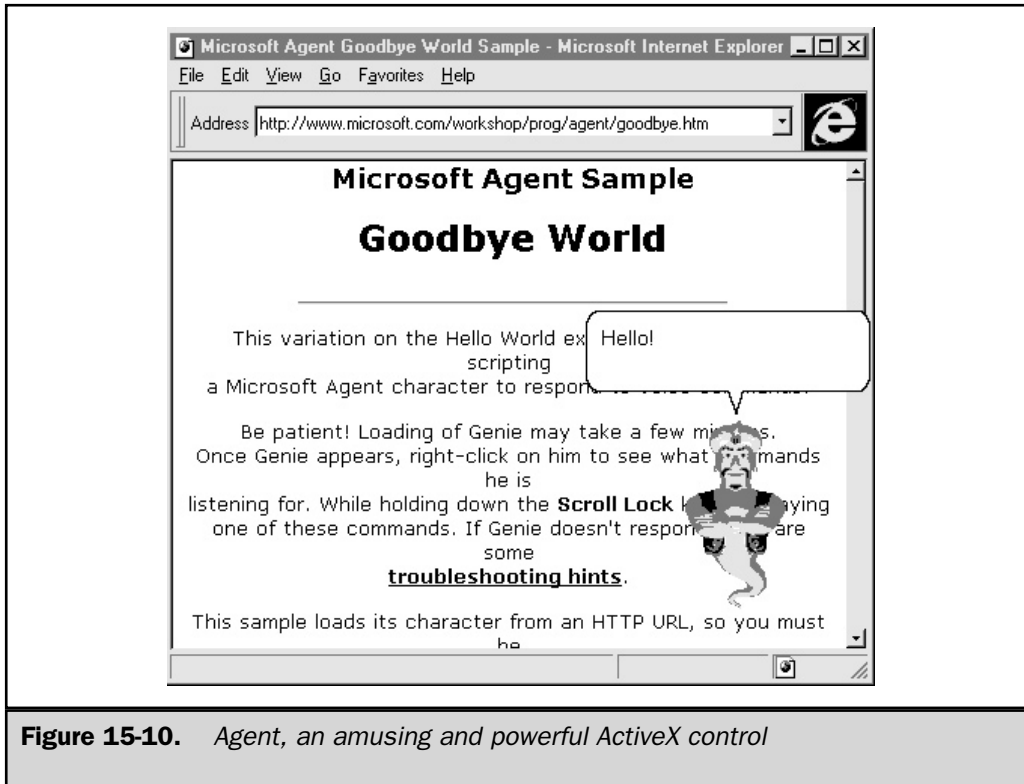 Microsoft Agent Goodbye World Sample - Microsoft Internet Explorer
File Edit View Go Favorites Help
Address http://www.microsoft.com/workshop/prog/agent/goodbye.htm
Microsoft Agent Sample
Goodbye World
This variation on the Hello World ex
Hello!
scripting
a Microsoft Agent character to respon
Be patient! Loading of Genie may take a few
Once Genie appears, right-click on him to see what
he is
listening for. While holding down the Scroll Lock
one of these commands. If Genie doesn't respon are
some
troubleshooting hints.
This sample loads its character from an HTTP URL, so you must
be
Figure 15-10. Agent, an amusing and powerful ActiveX control